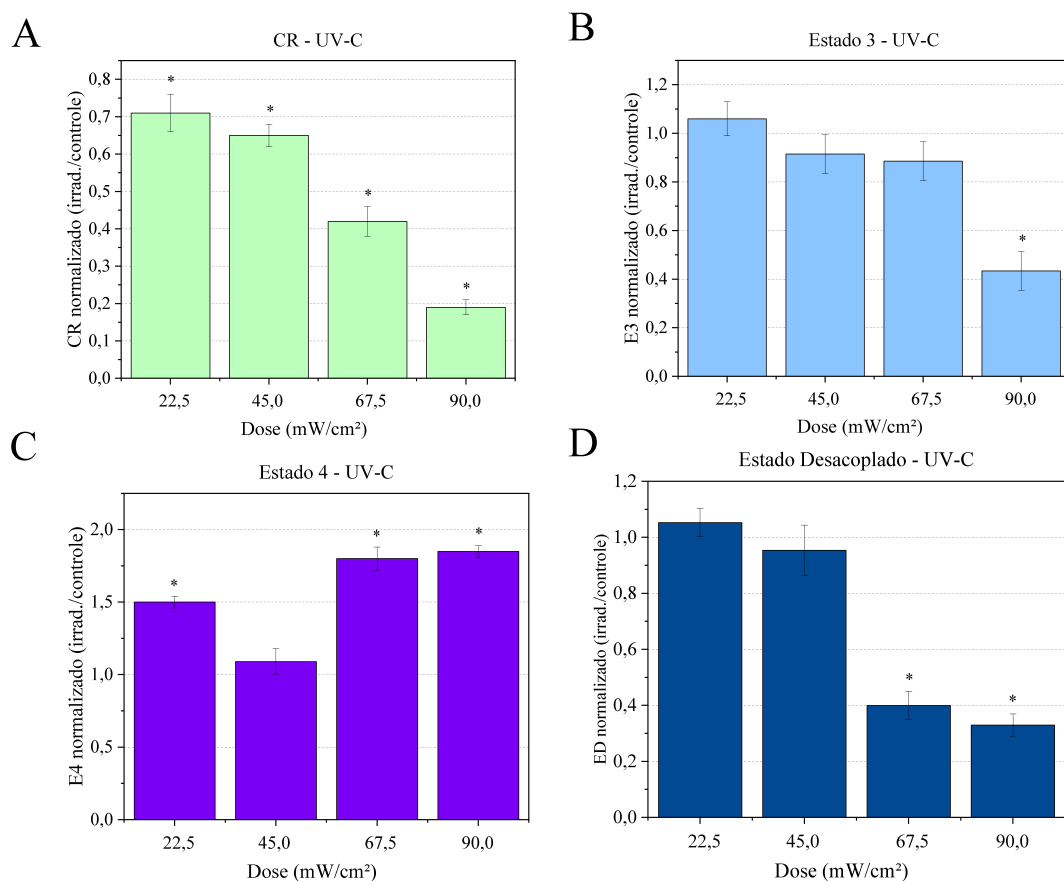 A
CR - UV-C
CR normalizado (irrad./controle)
0,8
0,7
0,6
0,5
0,4
0,3
0,2
0,1
0,0
*
*
*
*
22,5 45,0 67,5 90,0
Dose (mW/cm²)
B
Estado 3 - UV-C
E3 normalizado (irrad./controle)
1,2
1,0
0,8
0,6
0,4
0,2
0,0
*
22,5 45,0 67,5 90,0
Dose (mW/cm²)
C
Estado 4 - UV-C
E4 normalizado (irrad./controle)
2,0
1,5
1,0
0,5
0,0
*
*
*
22,5 45,0 67,5 90,0
Dose (mW/cm²)
D
Estado Desacoplado - UV-C
ED normalizado (irrad./controle)
1,2
1,0
0,8
0,6
0,4
0,2
0,0
*
*
22,5 45,0 67,5 90,0
Dose (mW/cm²)